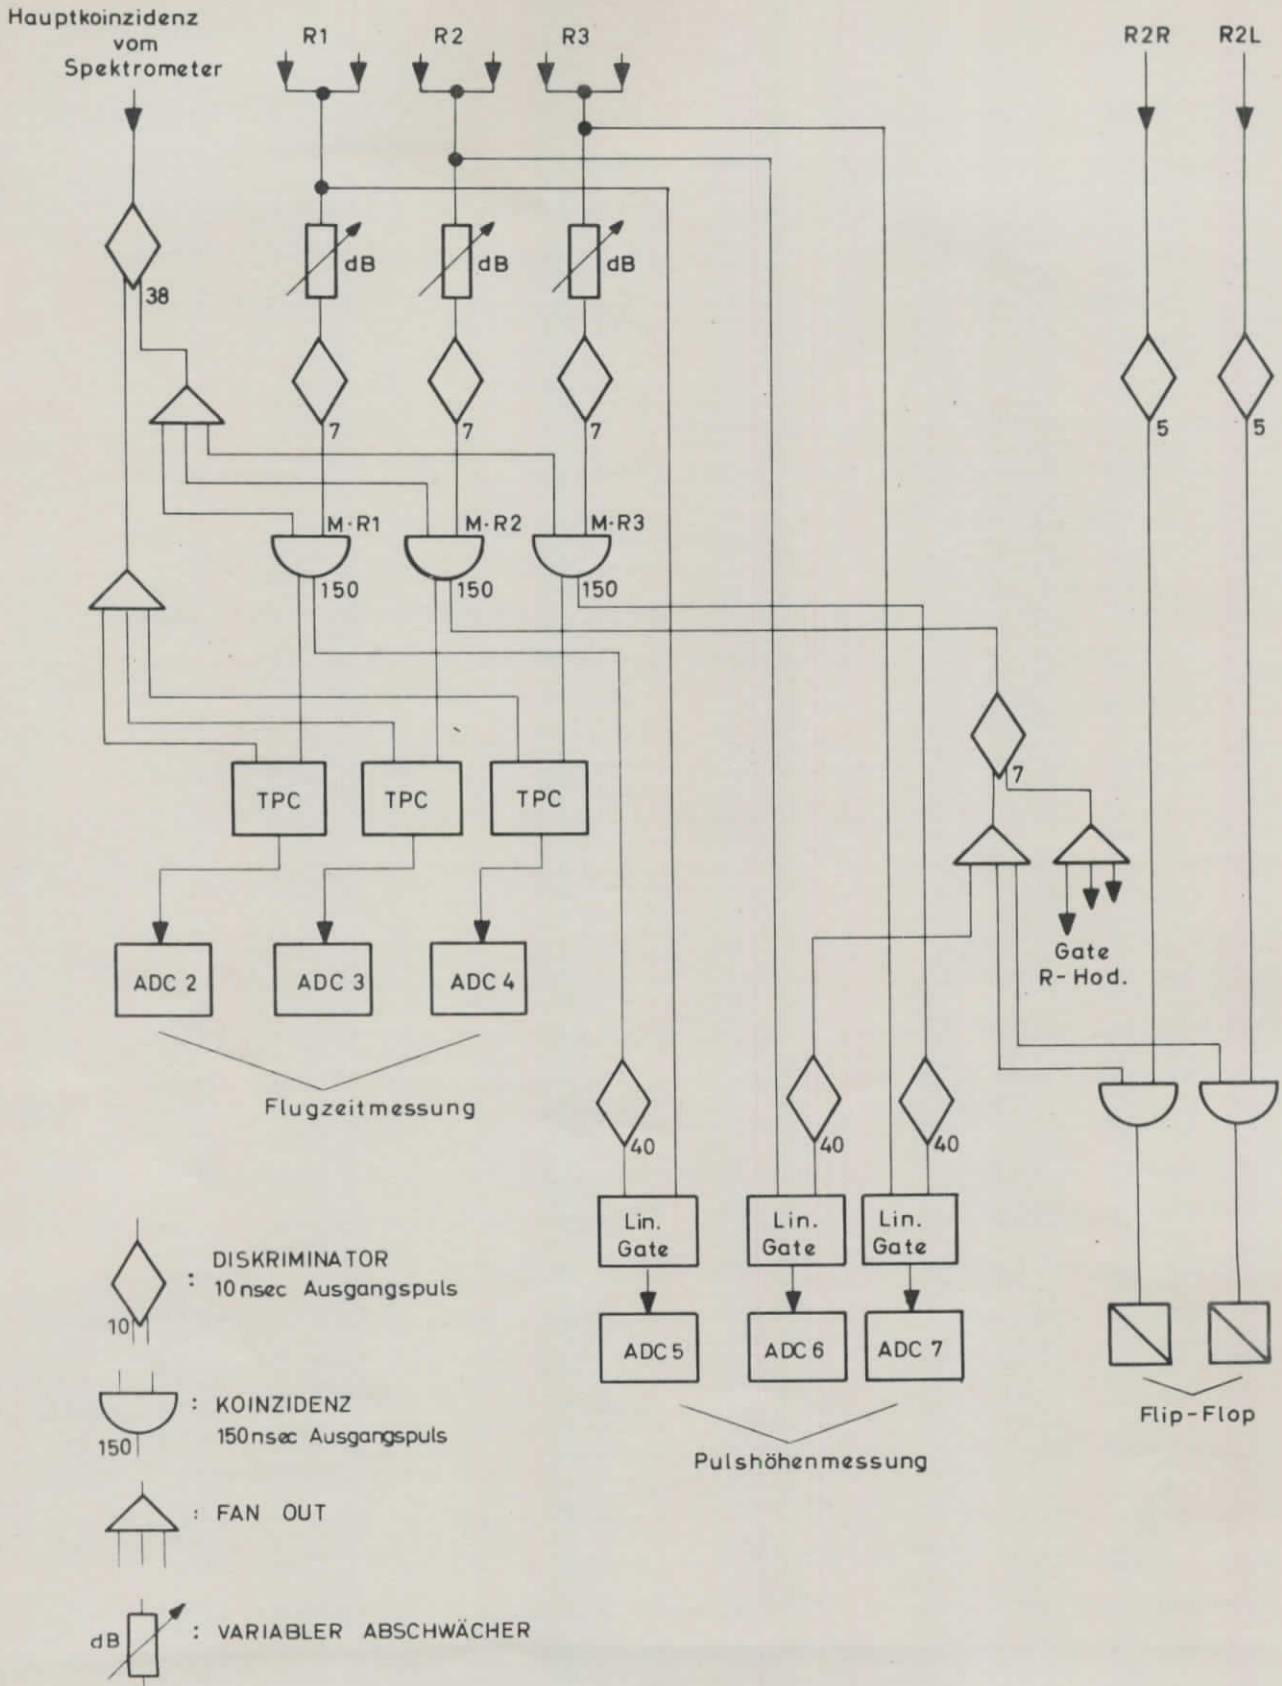 Hauptkoinzidenz
vom
Spektrometer
R1
R2
R3
R2R
R2L
dB
dB
dB
38
7
7
7
5
5
M·R1
M·R2
M·R3
150
150
150
TPC
TPC
TPC
7
ADC 2
ADC 3
ADC 4
Gate
R-Hod.
Flugzeitmessung
40
40
40
Lin.
Gate
Lin.
Gate
Lin.
Gate
ADC 5
ADC 6
ADC 7
Flip-Flop
Pulshöhenmessung
10
: DISKRIMINATOR
10 nsec Ausgangspuls
150
: KOINZIDENZ
150 nsec Ausgangspuls
: FAN OUT
dB
: VARIABLER ABSCHWÄCHER